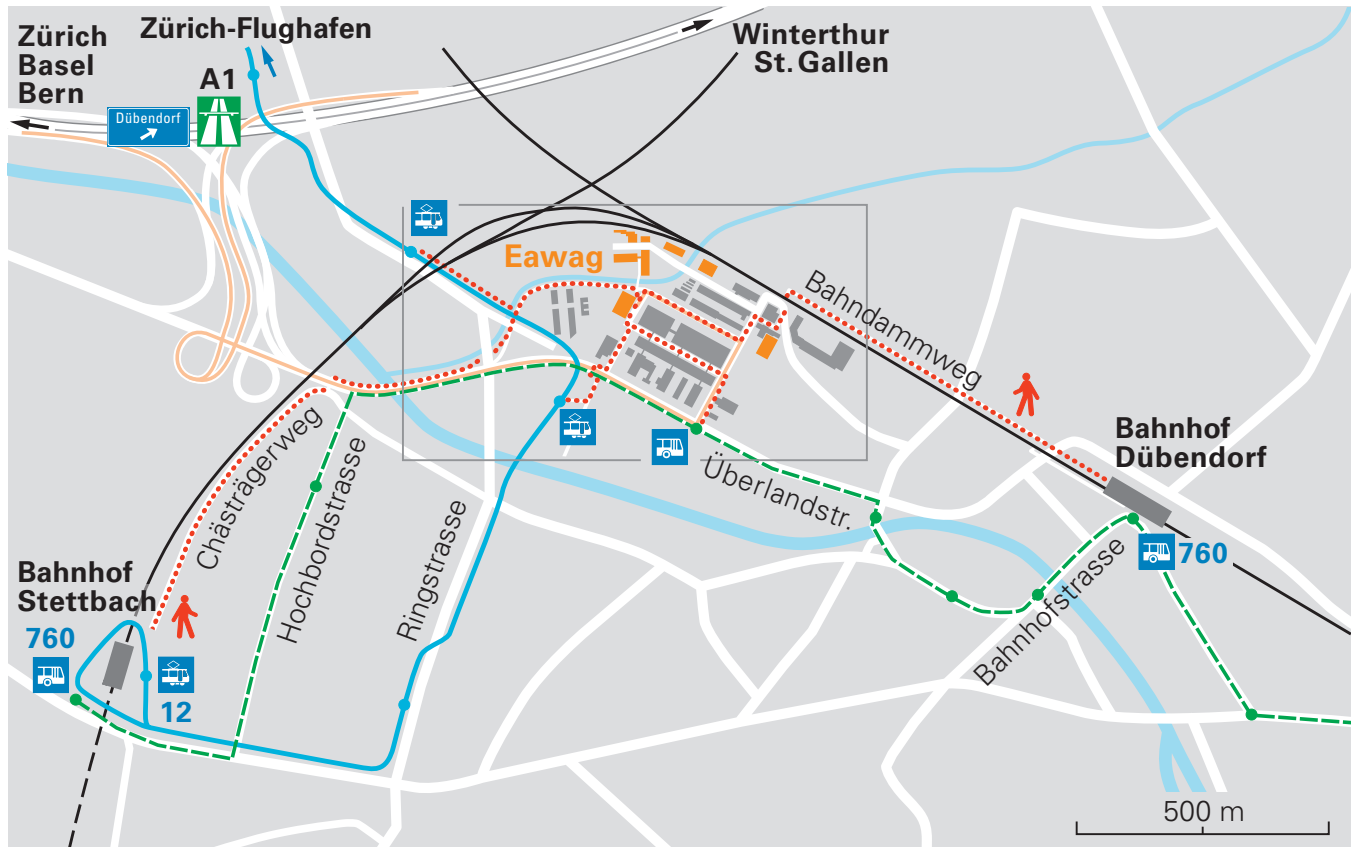 Zürich
Basel
Bern
Zürich-Flughafen
A1
Dübendorf
Winterthur
St. Gallen
Eawag
Bahndammweg
Bahnhof
Dübendorf
760
Überlandstr.
Bahnhofstrasse
Chästrägerweg
Hochbordstrasse
Ringstrasse
Bahnhof
Stettbach
760
12
500 m